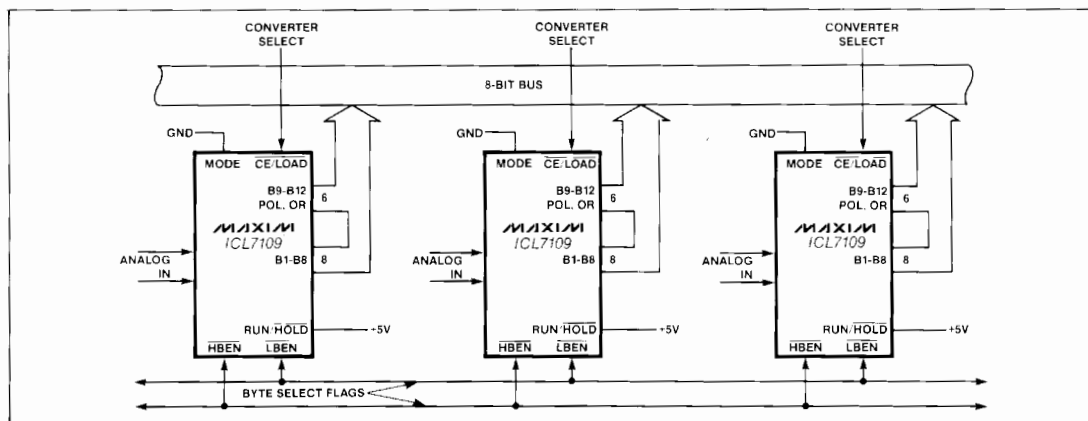 CONVERTER
SELECT
CONVERTER
SELECT
CONVERTER
SELECT
8-BIT BUS
GND
MODE CE/LOAD
B9-B12
POL. OR
6
MAXIM
ICL7109
ANALOG
IN
B1-B8
8
RUN/HOLD
+5V
HBEN LBEN
GND
MODE CE/LOAD
B9-B12
POL. OR
6
MAXIM
ICL7109
ANALOG
IN
B1-B8
8
RUN/HOLD
+5V
HBEN LBEN
GND
MODE CE/LOAD
B9-B12
POL. OR
6
MAXIM
ICL7109
ANALOG
IN
B1-B8
8
RUN/HOLD
+5V
HBEN LBEN
BYTE SELECT FLAGS